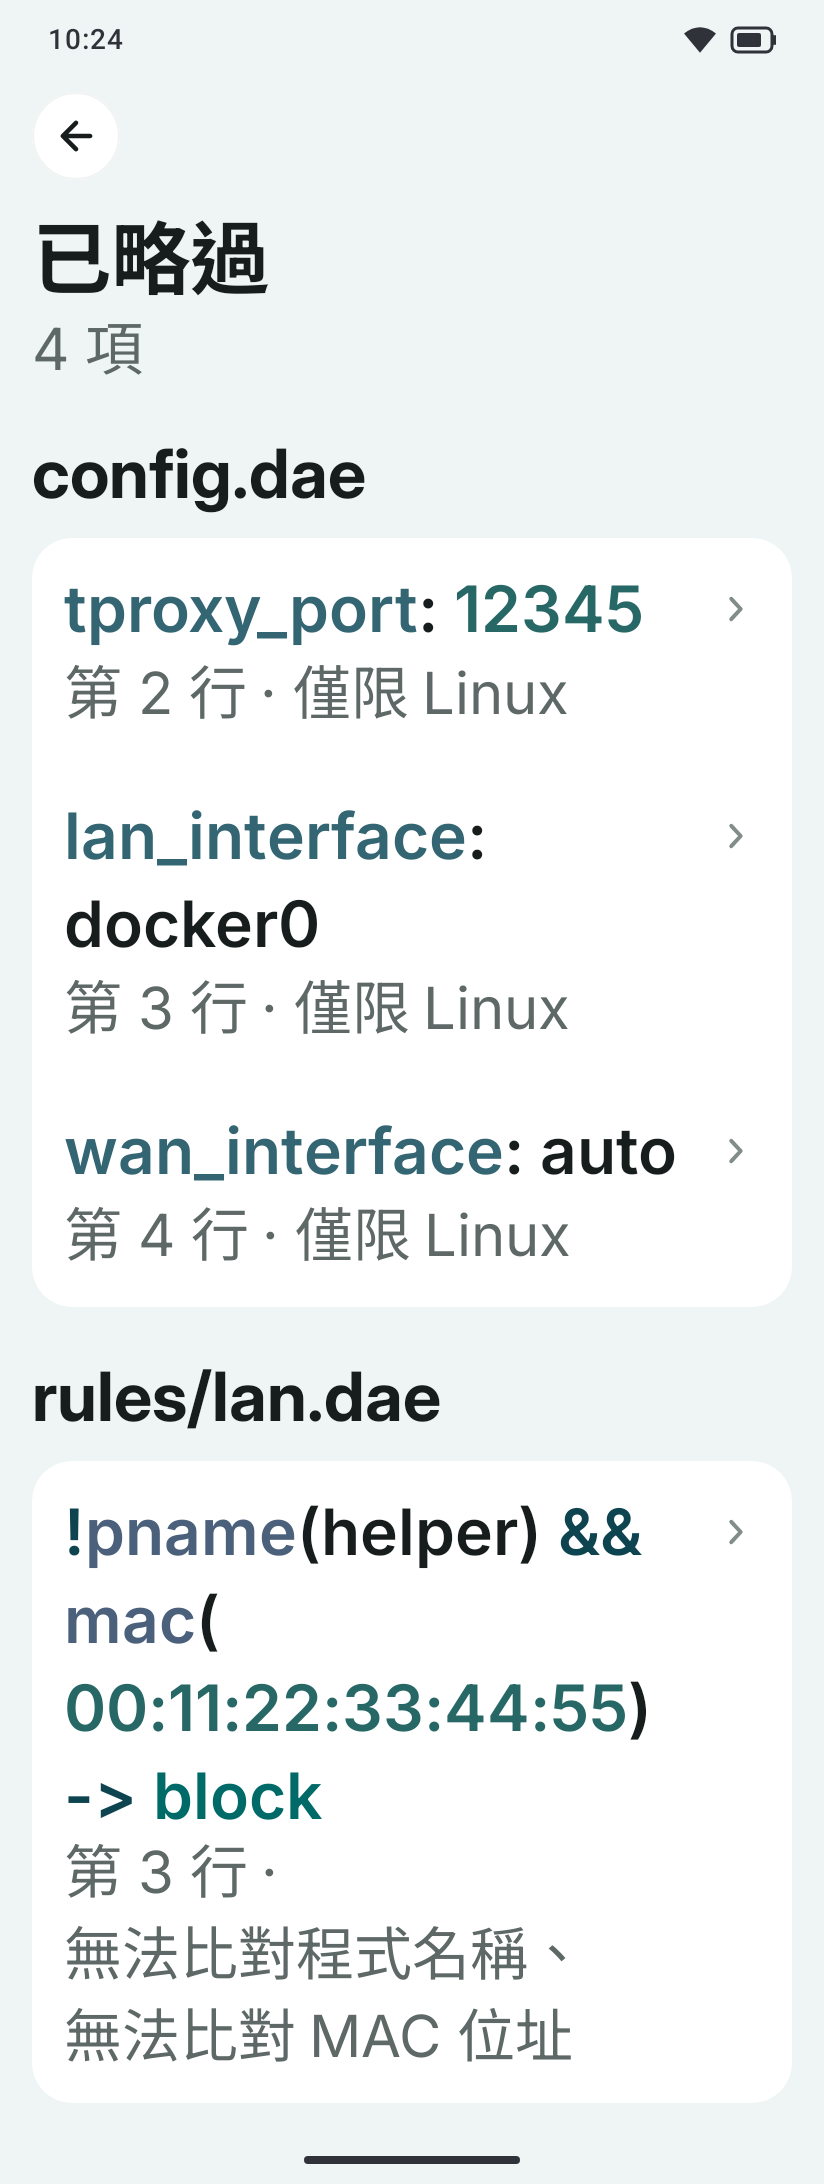 10:24
已略過
4 項
config.dae
tproxy_port: 12345
第 2 行 · 僅限 Linux
lan_interface:
docker0
第 3 行 · 僅限 Linux
wan_interface: auto
第 4 行 · 僅限 Linux
rules/lan.dae
!pname(helper) &&
mac(
00:11:22:33:44:55)
-> block
第 3 行 ·
無法比對程式名稱、
無法比對 MAC 位址